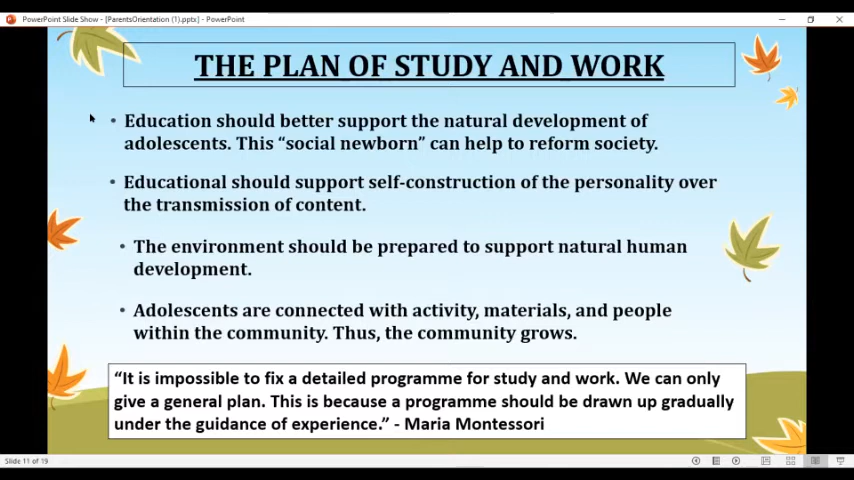 PowerPoint Slide Show - [ParentsOrientation (1).pptx] - PowerPoint
THE PLAN OF STUDY AND WORK
• Education should better support the natural development of
adolescents. This “social newborn” can help to reform society.
• Educational should support self-construction of the personality over
the transmission of content.
• The environment should be prepared to support natural human
development.
• Adolescents are connected with activity, materials, and people
within the community. Thus, the community grows.
“It is impossible to fix a detailed programme for study and work. We can only
give a general plan. This is because a programme should be drawn up gradually
under the guidance of experience.” - Maria Montessori
Slide 11 of 19